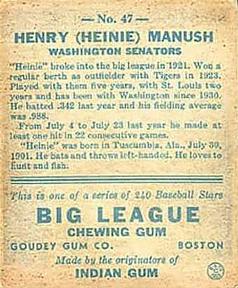 — No. 47 —
HENRY (HEINIE) MANUSH
WASHINGTON SENATORS
"Heinie" broke into the big league in 1921. Won a
regular berth as outfielder with Tigers in 1923.
Played with them five years, with St. Louis two
years and has been with Washington since 1930.
He batted .342 last year and his fielding average
was .988.
From July 4 to July 23 last year he made at
least one hit in 22 consecutive games.
"Heinie" was born in Tuscumbia, Ala., July 20,
1901. He bats and throws left-handed. He loves to
hunt and fish.
This is one of a series of 240 Baseball Stars
BIG LEAGUE
CHEWING GUM
GOUDEY GUM CO. BOSTON
Made by the originators of
INDIAN GUM